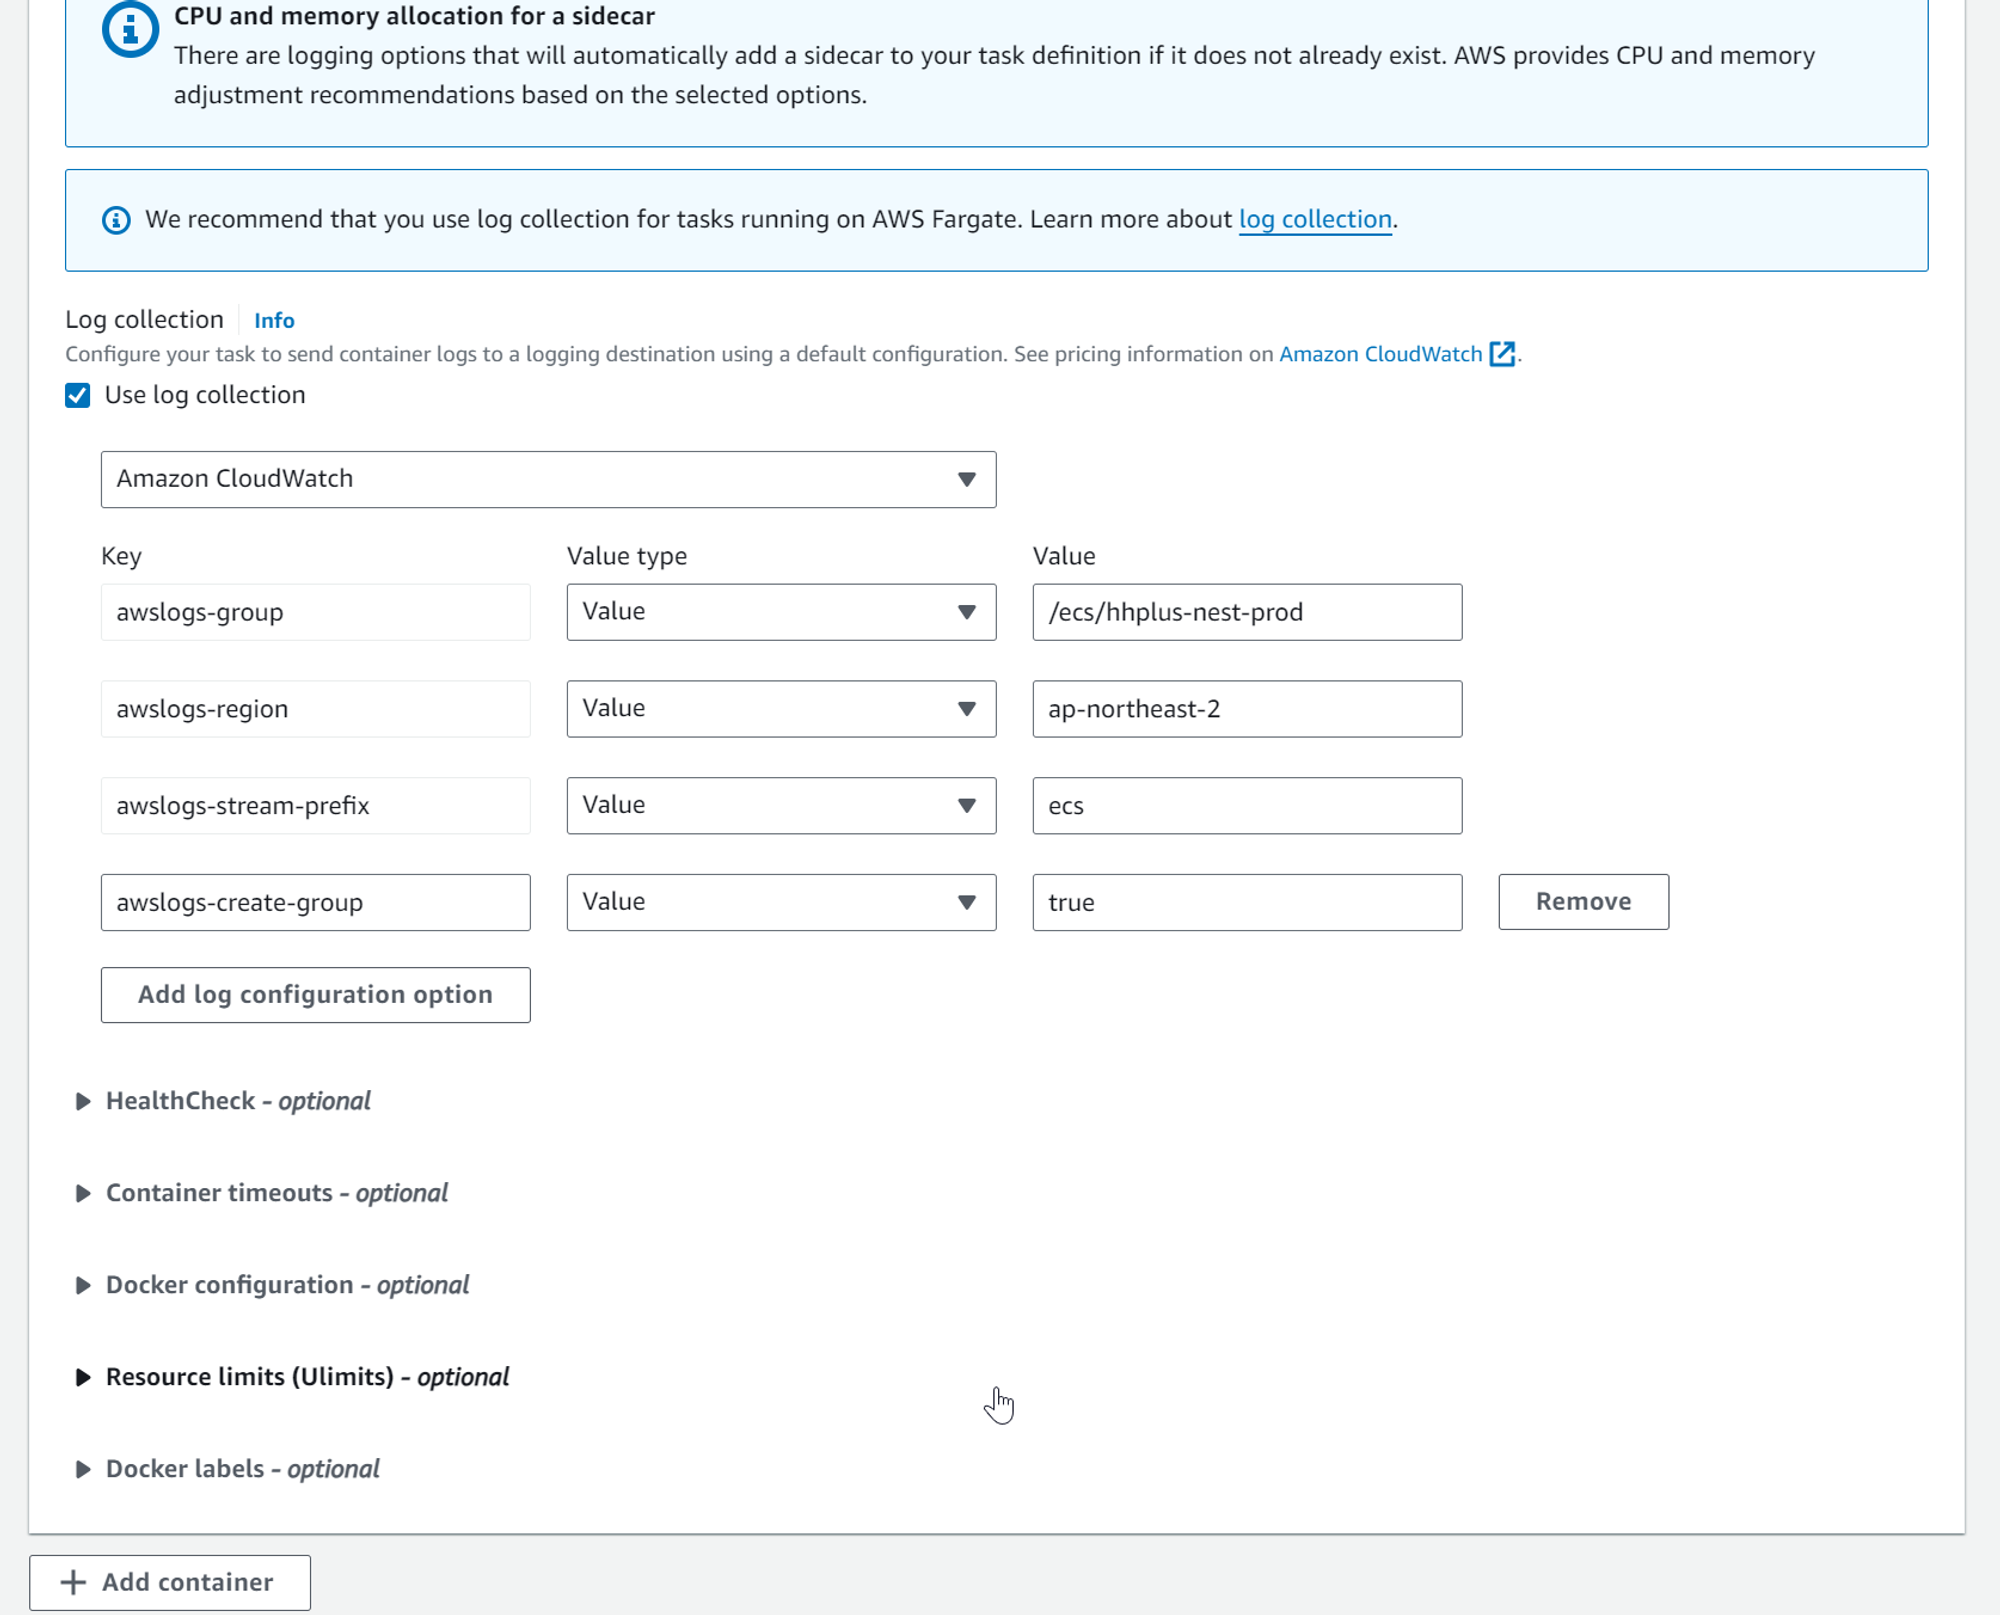 CPU and memory allocation for a sidecar
There are logging options that will automatically add a sidecar to your task definition if it does not already exist. AWS provides CPU and memory
adjustment recommendations based on the selected options.
We recommend that you use log collection for tasks running on AWS Fargate. Learn more about log collection.
Log collection Info
Configure your task to send container logs to a logging destination using a default configuration. See pricing information on Amazon CloudWatch.
Use log collection
Amazon CloudWatch
Key Value type Value
awslogs-group Value /ecs/hhplus-nest-prod
awslogs-region Value ap-northeast-2
awslogs-stream-prefix Value ecs
awslogs-create-group Value true Remove
Add log configuration option
HealthCheck - optional
Container timeouts - optional
Docker configuration - optional
Resource limits (Ulimits) - optional
Docker labels - optional
Add container